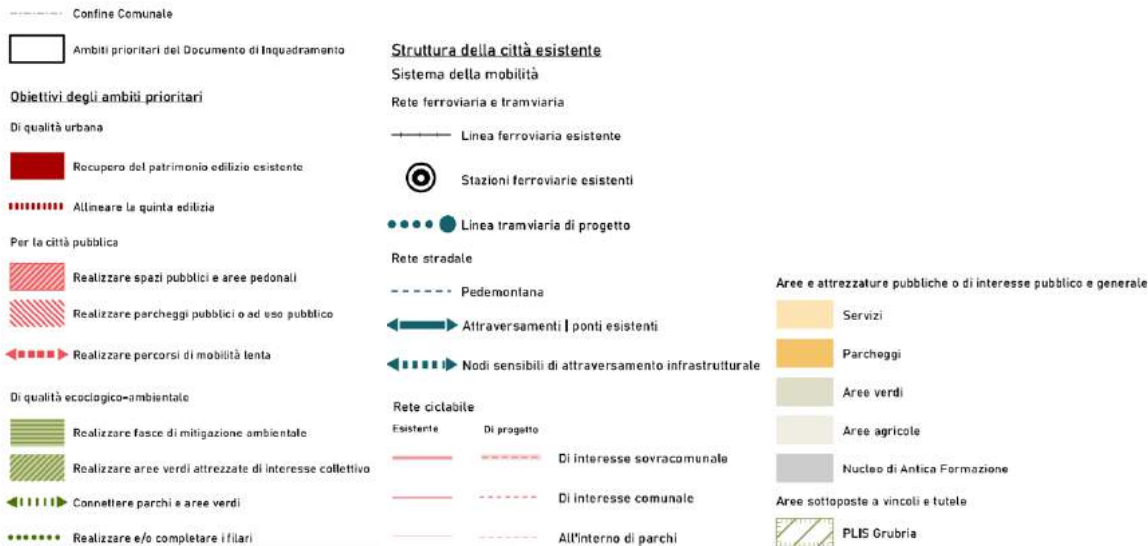 Confine Comunale
Ambiti prioritari del Documento di Inquadramento
Obiettivi degli ambiti prioritari
Di qualità urbana
Recupero del patrimonio edilizio esistente
Allineare la quinta edilizia
Per la città pubblica
Realizzare spazi pubblici e aree pedonali
Realizzare parcheggi pubblici o ad uso pubblico
Realizzare percorsi di mobilità lenta
Di qualità ecoclogico-ambientale
Realizzare fasce di mitigazione ambientale
Realizzare aree verdi attrezzate di interesse collettivo
Connettere parchi e aree verdi
Realizzare e/o completare i filari
Struttura della città esistente
Sistema della mobilità
Rete ferroviaria e tramviaria
Linea ferroviaria esistente
Stazioni ferroviarie esistenti
Linea tramviaria di progetto
Rete stradale
Pedemontana
Attraversamenti | ponti esistenti
Nodi sensibili di attraversamento infrastrutturale
Rete ciclabile
Esistente Di progetto
Di interesse sovracomunale
Di interesse comunale
All'interno di parchi
Aree e attrezzature pubbliche o di interesse pubblico e generale
Servizi
Parcheggi
Aree verdi
Aree agricole
Nucleo di Antica Formazione
Aree sottoposte a vincoli e tutele
PLIS Grubria